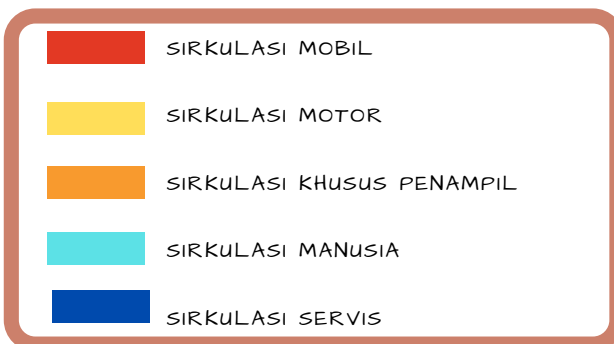 SIRKULASI MOBIL
SIRKULASI MOTOR
SIRKULASI KHUSUS PENAMPIL
SIRKULASI MANUSIA
SIRKULASI SERVIS